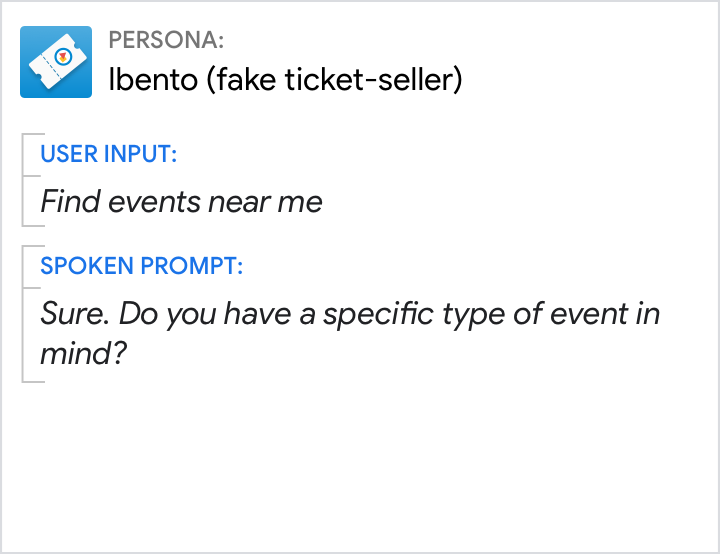 PERSONA:
Ibento (fake ticket-seller)
USER INPUT:
Find events near me
SPOKEN PROMPT:
Sure. Do you have a specific type of event in
mind?